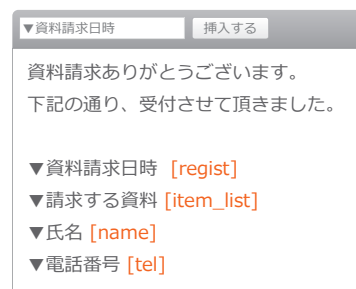 ▼資料請求日時 挿入する
資料請求ありがとうございます。
下記の通り、受付させて頂きました。
▼資料請求日時 [regist]
▼請求する資料 [item_list]
▼氏名 [name]
▼電話番号 [tel]